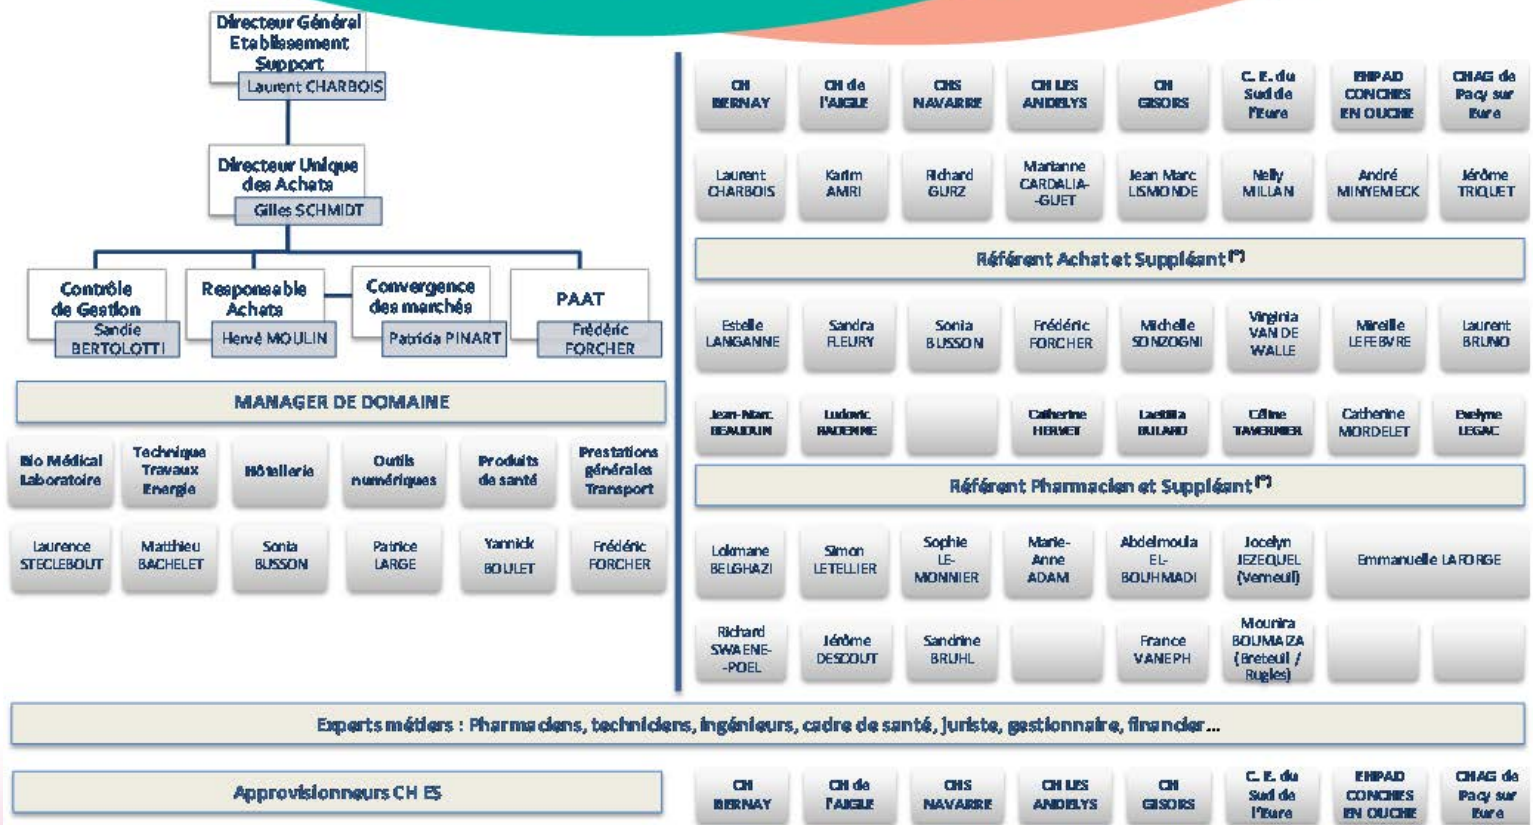 Directeur Général
Etablissement
Support
Laurent CHARBOIS
Directeur Unique
des Achats
Gilles SCHMIDT
Contrôle
de Gestion
Sandie
BERTOLOTTI
Responsable
Achats
Hervé MOULIN
Convergence
des marchés
Patricia PINART
PAAT
Frédéric
FORCHER
MANAGER DE DOMAINE
Bio Médical
Laboratoire
Technique
Travaux
Energie
Hôtellerie
Outils
numériques
Produits
de santé
Prestations
générales
Transport
Laurence
STECLEBOUT
Matthieu
BACHELET
Sonia
BUSSON
Patrice
LARGE
Yannick
BOULET
Frédéric
FORCHER
CH
BERNAY
CH de
l'AIGLE
CHS
NAVARRE
CH LES
ANDELYS
CH
GISORS
C. E. du
Sud de
l'Eure
EHPAD
CONCHES
EN OUCHE
CHAG de
Pacy sur
Eure
Laurent
CHARBOIS
Karim
AMRI
Richard
GURZ
Marianne
CARDALIA-
-GUET
Jean Marc
LISMONDE
Nelly
MILLAN
André
MINYEMECK
Jérôme
TRIQUET
Référent Achat et Suppléant (*)
Estelle
LANGANNE
Sandra
FLEURY
Sonia
BUSSON
Frédéric
FORCHER
Michelle
SONZOGNI
Virginia
VAN DE
WALLE
Mireille
LEFEBVRE
Laurent
BRUNO
Jean-Marc
BEAUDUIN
Ludovic
RADENNE
Catherine
HERVET
Laetitia
BULARD
Céline
TAVERNIER
Catherine
MORDELET
Evelyne
LEGAC
Référent Pharmacien et Suppléant (*)
Lokmane
BELGHAZI
Simon
LETELLIER
Sophie
LE-
MONNIER
Marie-
Anne
ADAM
Abdelmoula
EL-
BOUHMADI
Jocelyn
JEZEQUEL
(Verneuil)
Emmanuelle LAFORGE
Richard
SWAENE-
-POEL
Jérôme
DESCOUT
Sandrine
BRUHL
France
VANEPH
Mounira
BOUMAIZA
(Breteuil /
Rugles)
Experts métiers : Pharmaciens, techniciens, ingénieurs, cadre de santé, juriste, gestionnaire, financier...
Approvisionneurs CH ES
CH
BERNAY
CH de
l'AIGLE
CHS
NAVARRE
CH LES
ANDELYS
CH
GISORS
C. E. du
Sud de
l'Eure
EHPAD
CONCHES
EN OUCHE
CHAG de
Pacy sur
Eure